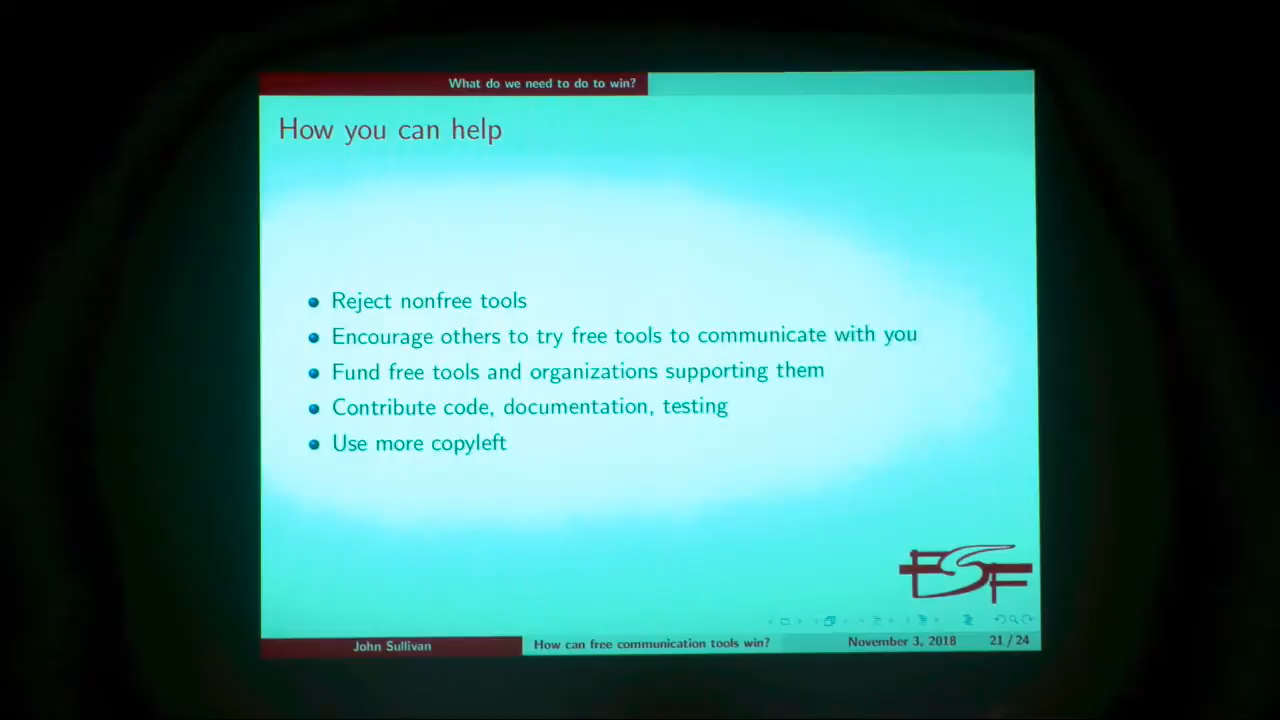 What do we need to do to win?
How you can help
Reject nonfree tools
Encourage others to try free tools to communicate with you
Fund free tools and organizations supporting them
Contribute code, documentation, testing
Use more copyleft
FSF
John Sullivan
How can free communication tools win?
November 3, 2018
21 / 24